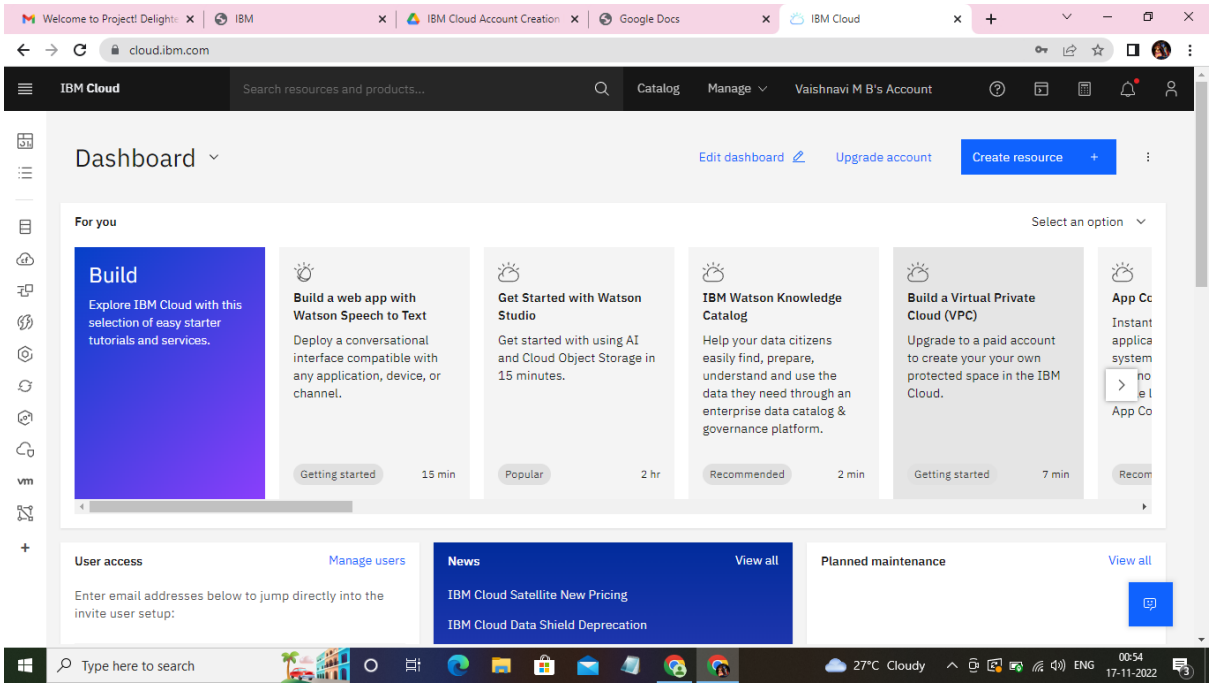 Welcome to Project! Delighte
IBM
IBM Cloud Account Creation
Google Docs
IBM Cloud
cloud.ibm.com
IBM Cloud
Search resources and products...
Catalog
Manage
Vaishnavi M B's Account
Dashboard
Edit dashboard
Upgrade account
Create resource +
For you
Select an option
Build
Explore IBM Cloud with this
selection of easy starter
tutorials and services.
Build a web app with
Watson Speech to Text
Deploy a conversational
interface compatible with
any application, device, or
channel.
Getting started
15 min
Get Started with Watson
Studio
Get started with using AI
and Cloud Object Storage in
15 minutes.
Popular
2 hr
IBM Watson Knowledge
Catalog
Help your data citizens
easily find, prepare,
understand and use the
data they need through an
enterprise data catalog &
governance platform.
Recommended
2 min
Build a Virtual Private
Cloud (VPC)
Upgrade to a paid account
to create your your own
protected space in the IBM
Cloud.
Getting started
7 min
App Co
Instant
applica
system
no
e l
App Co
Recom
vm
User access
Manage users
Enter email addresses below to jump directly into the
invite user setup:
News
View all
IBM Cloud Satellite New Pricing
IBM Cloud Data Shield Deprecation
Planned maintenance
View all
Type here to search
27°C Cloudy
ENG
00:54
17-11-2022
3